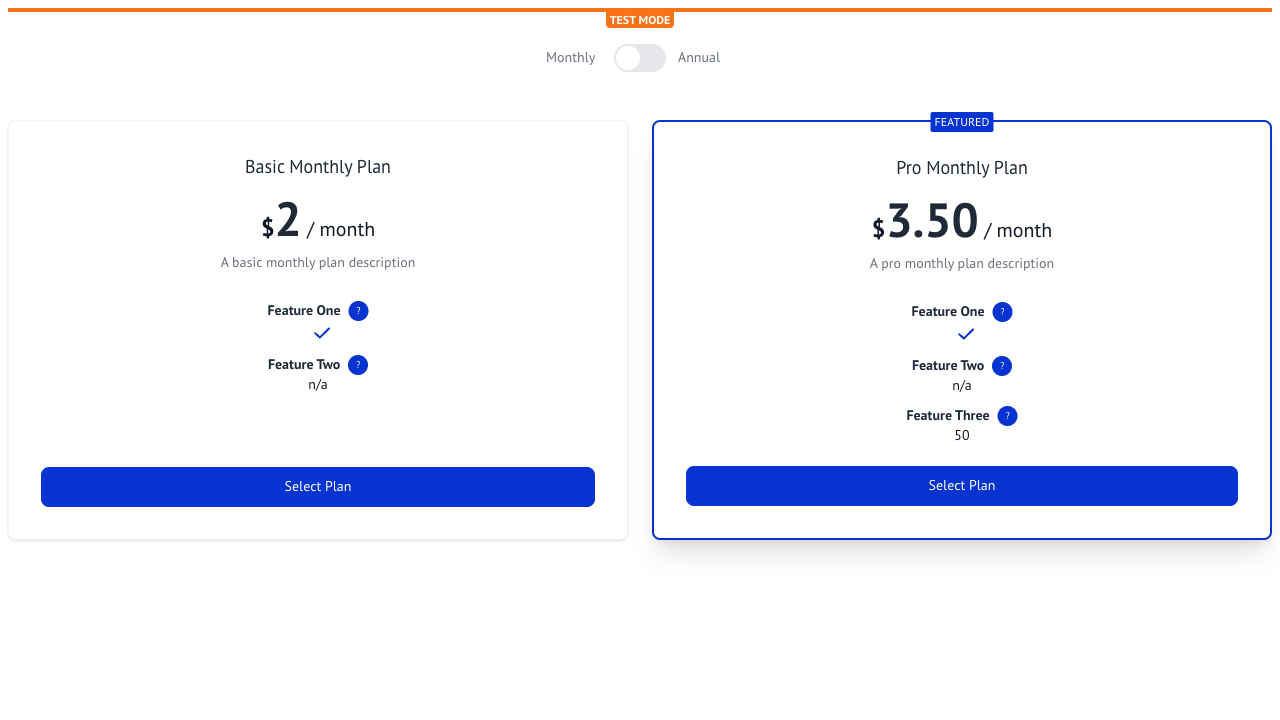 TEST MODE
Monthly Annual
Basic Monthly Plan
$2 / month
A basic monthly plan description
Feature One ?
Feature Two ?
n/a
Select Plan
FEATURED
Pro Monthly Plan
$3.50 / month
A pro monthly plan description
Feature One ?
Feature Two ?
n/a
Feature Three ?
50
Select Plan